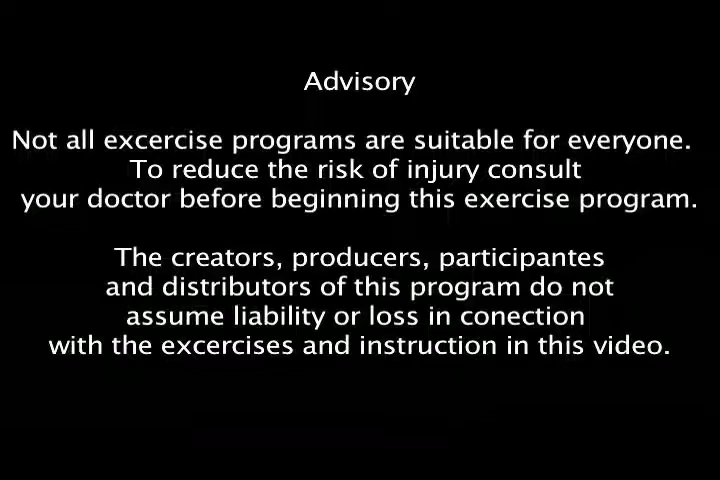 Advisory
Not all excercise programs are suitable for everyone.
To reduce the risk of injury consult
your doctor before beginning this exercise program.
The creators, producers, participantes
and distributors of this program do not
assume liability or loss in conection
with the excercises and instruction in this video.